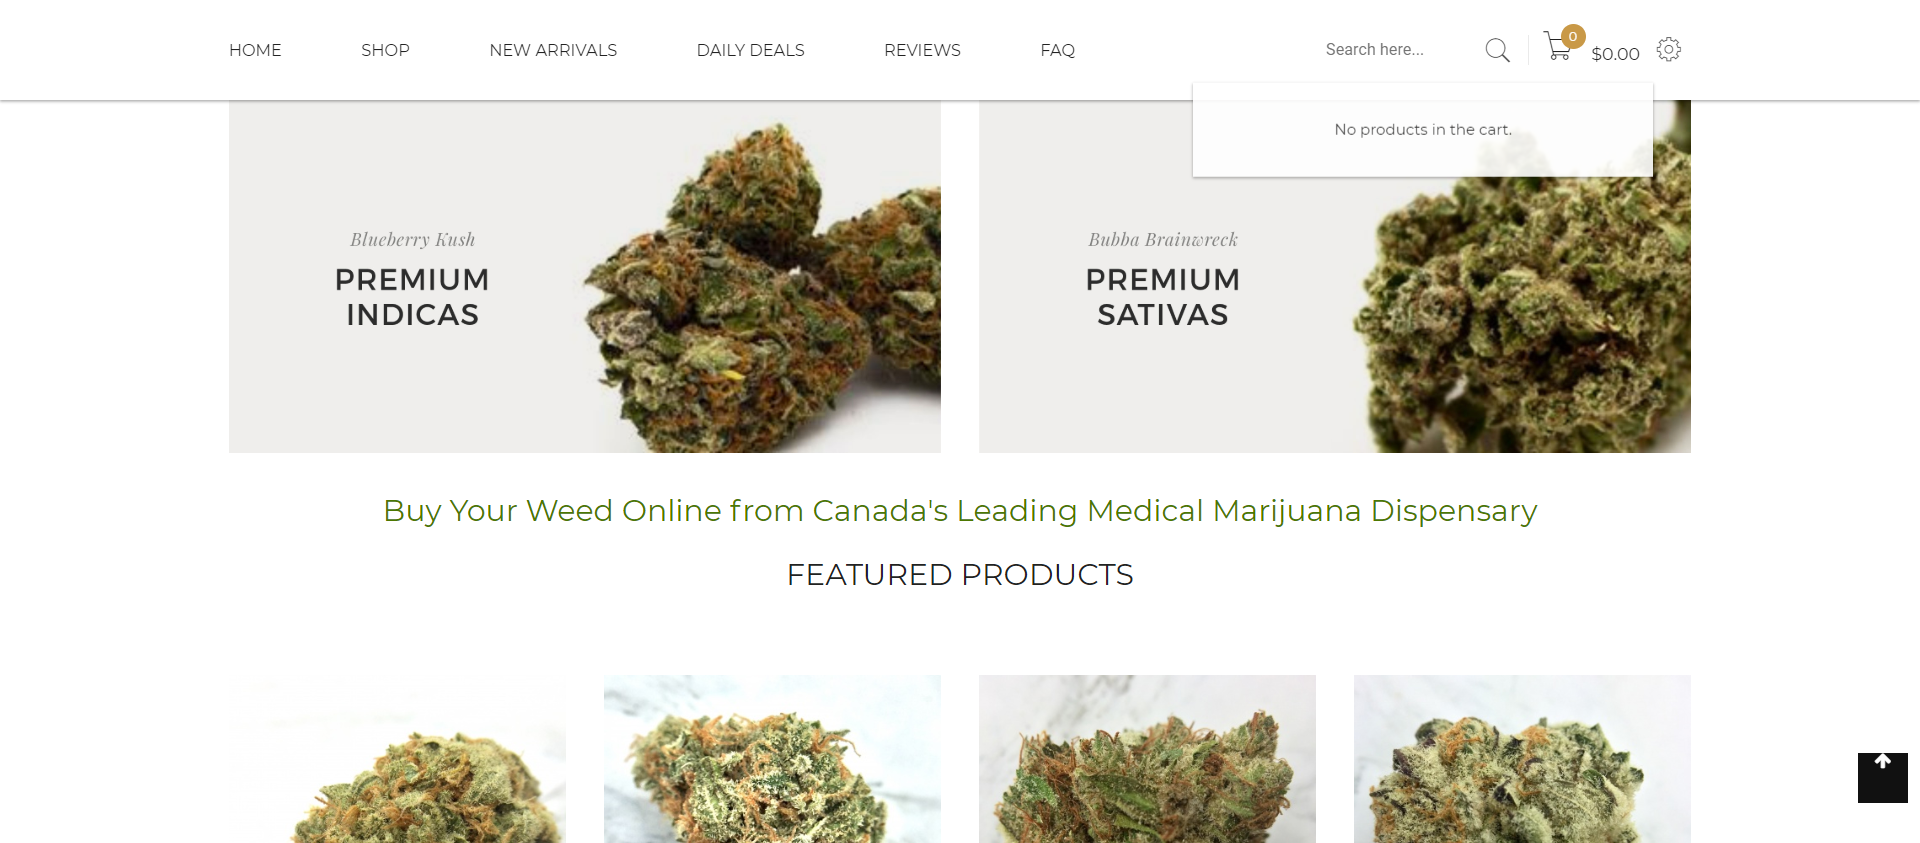 HOME SHOP NEW ARRIVALS DAILY DEALS REVIEWS FAQ Search here... 0 $0.00
No products in the cart.
Blueberry Kush
PREMIUM
INDICAS
Bubba Brainwreck
PREMIUM
SATIVAS
Buy Your Weed Online from Canada's Leading Medical Marijuana Dispensary
FEATURED PRODUCTS